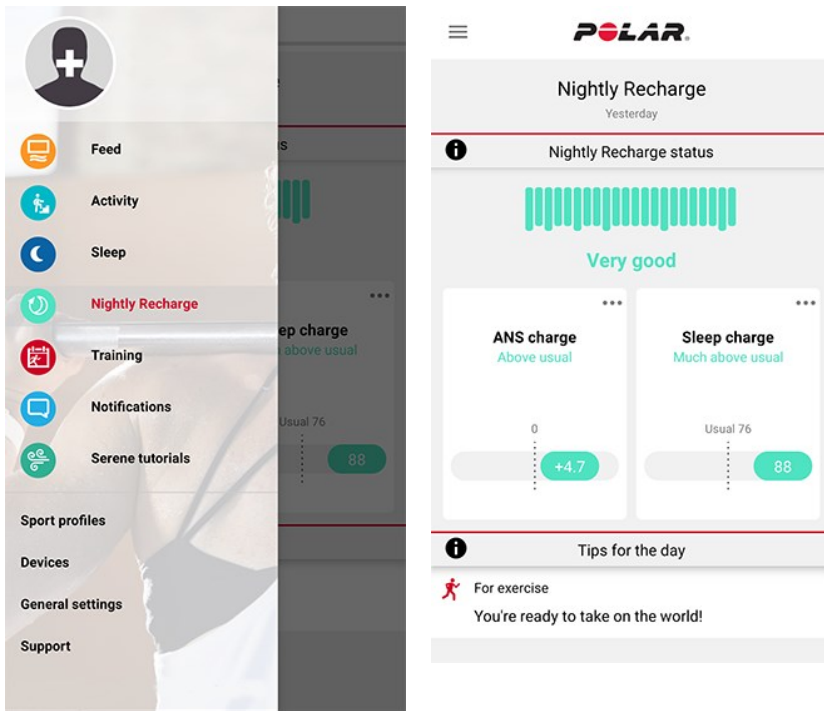 Feed
Activity
Sleep
Nightly Recharge
Training
Notifications
Serene tutorials
Sport profiles
Devices
General settings
Support
s
ep charge
above usual
Usual 76
88
POLAR®
Nightly Recharge
Yesterday
Nightly Recharge status
Very good
ANS charge
Above usual
0
+4.7
Sleep charge
Much above usual
Usual 76
88
Tips for the day
For exercise
You're ready to take on the world!